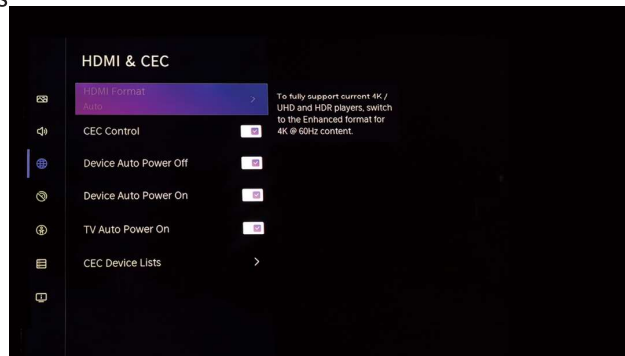 S
HDMI & CEC
HDMI Format
Auto
To fully support current 4K /
UHD and HDR players, switch
to the Enhanced format for
4K @ 60Hz content.
CEC Control
Device Auto Power Off
Device Auto Power On
TV Auto Power On
CEC Device Lists